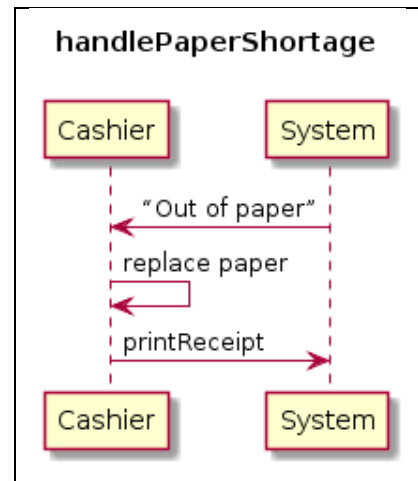 handlePaperShortage
Cashier System
“Out of paper”
replace paper
printReceipt
Cashier System